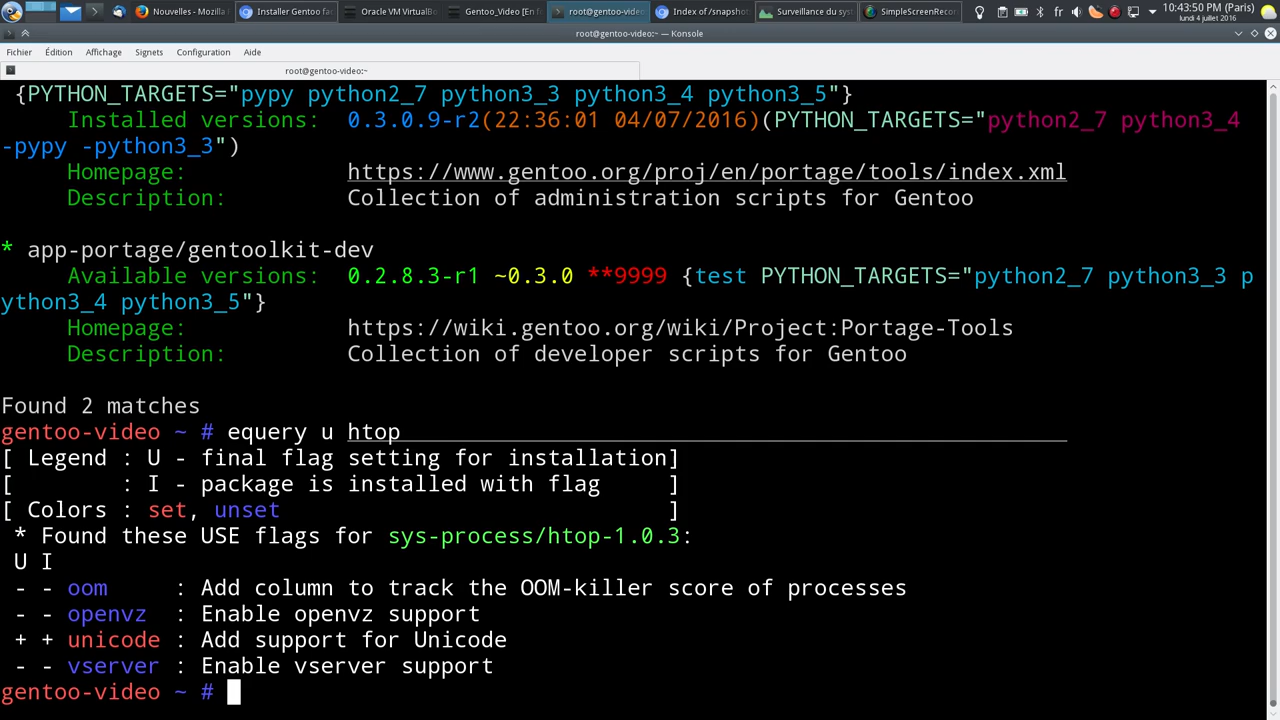 Nouvelles - Mozilla
Installer Gentoo fac
Oracle VM VirtualB
Gentoo_Video [En f
root@gentoo-video
Index of /snapshot
Surveillance du sys
SimpleScreenRecor
fr
10:43:50 PM (Paris)
lundi 4 juillet 2016
root@gentoo-video:~ — Konsole
Fichier Édition Affichage Signets Configuration Aide
root@gentoo-video:~
{PYTHON_TARGETS="pypy python2_7 python3_3 python3_4 python3_5"}
Installed versions: 0.3.0.9-r2(22:36:01 04/07/2016)(PYTHON_TARGETS="python2_7 python3_4
-pypy -python3_3")
Homepage: https://www.gentoo.org/proj/en/portage/tools/index.xml
Description: Collection of administration scripts for Gentoo
* app-portage/gentoolkit-dev
Available versions: 0.2.8.3-r1 ~0.3.0 **9999 {test PYTHON_TARGETS="python2_7 python3_3 p
ython3_4 python3_5"}
Homepage: https://wiki.gentoo.org/wiki/Project:Portage-Tools
Description: Collection of developer scripts for Gentoo
Found 2 matches
gentoo-video ~ # equery u htop
[ Legend : U - final flag setting for installation]
[ : I - package is installed with flag ]
[ Colors : set, unset ]
* Found these USE flags for sys-process/htop-1.0.3:
U I
- - oom : Add column to track the OOM-killer score of processes
- - openvz : Enable openvz support
+ + unicode : Add support for Unicode
- - vserver : Enable vserver support
gentoo-video ~ #